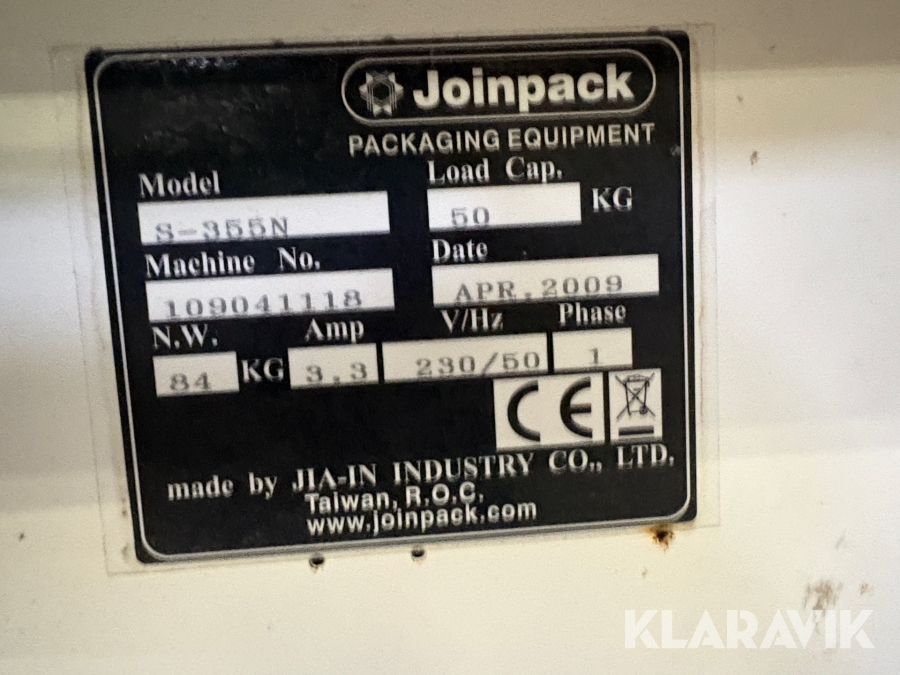 Joinpack
PACKAGING EQUIPMENT
Model
Load Cap.
S-355N
50 KG
Machine No.
Date
109041118
APR.2009
N.W. Amp V/Hz Phase
84 KG 3.3 230/50 1
CE
made by JIA-IN INDUSTRY CO., LTD.
Taiwan, R.O.C.
www.joinpack.com
KLARAVIK